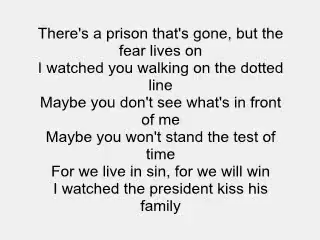 There's a prison that's gone, but the
fear lives on
I watched you walking on the dotted
line
Maybe you don't see what's in front
of me
Maybe you won't stand the test of
time
For we live in sin, for we will win
I watched the president kiss his
family